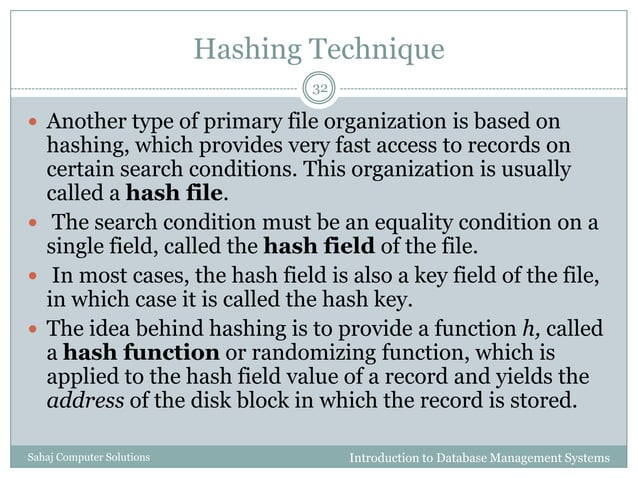 Hashing Technique
32
• Another type of primary file organization is based on
hashing, which provides very fast access to records on
certain search conditions. This organization is usually
called a hash file.
• The search condition must be an equality condition on a
single field, called the hash field of the file.
• In most cases, the hash field is also a key field of the file,
in which case it is called the hash key.
• The idea behind hashing is to provide a function h, called
a hash function or randomizing function, which is
applied to the hash field value of a record and yields the
address of the disk block in which the record is stored.
Sahaj Computer Solutions
Introduction to Database Management Systems